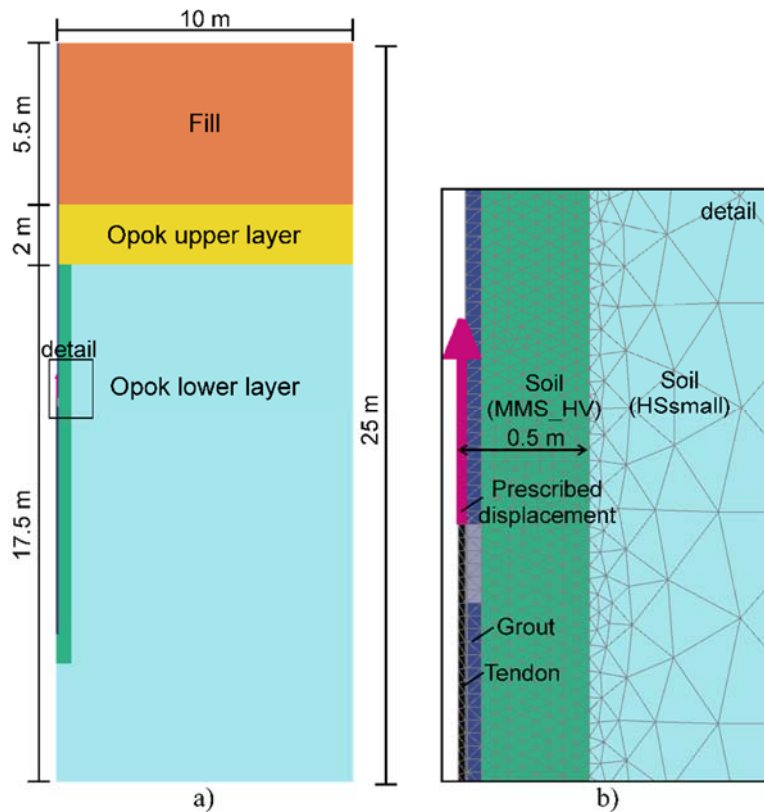 10 m
5.5 m
Fill
2 m
Opok upper layer
detail
Opok lower layer
25 m
17.5 m
a)
detail
Soil
(MMS_HV)
Soil
(HSsmall)
0.5 m
Prescribed
displacement
Grout
Tendon
b)